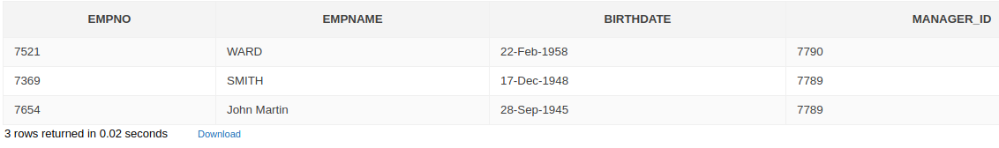 EMPNO EMPNAME BIRTHDATE MANAGER_ID
7521 WARD 22-Feb-1958 7790
7369 SMITH 17-Dec-1948 7789
7654 John Martin 28-Sep-1945 7789
3 rows returned in 0.02 seconds Download